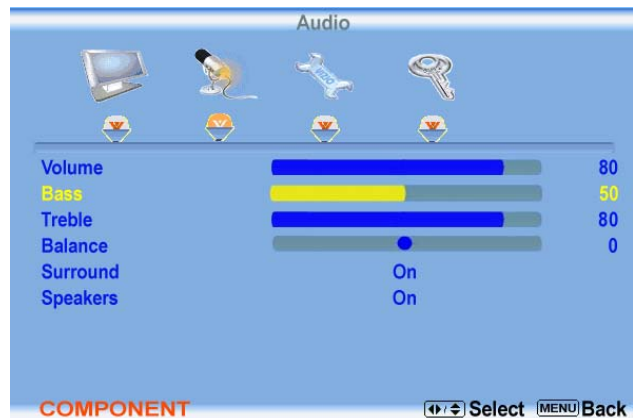 Audio
Volume 80
Bass 50
Treble 80
Balance 0
Surround On
Speakers On
COMPONENT Select MENU Back